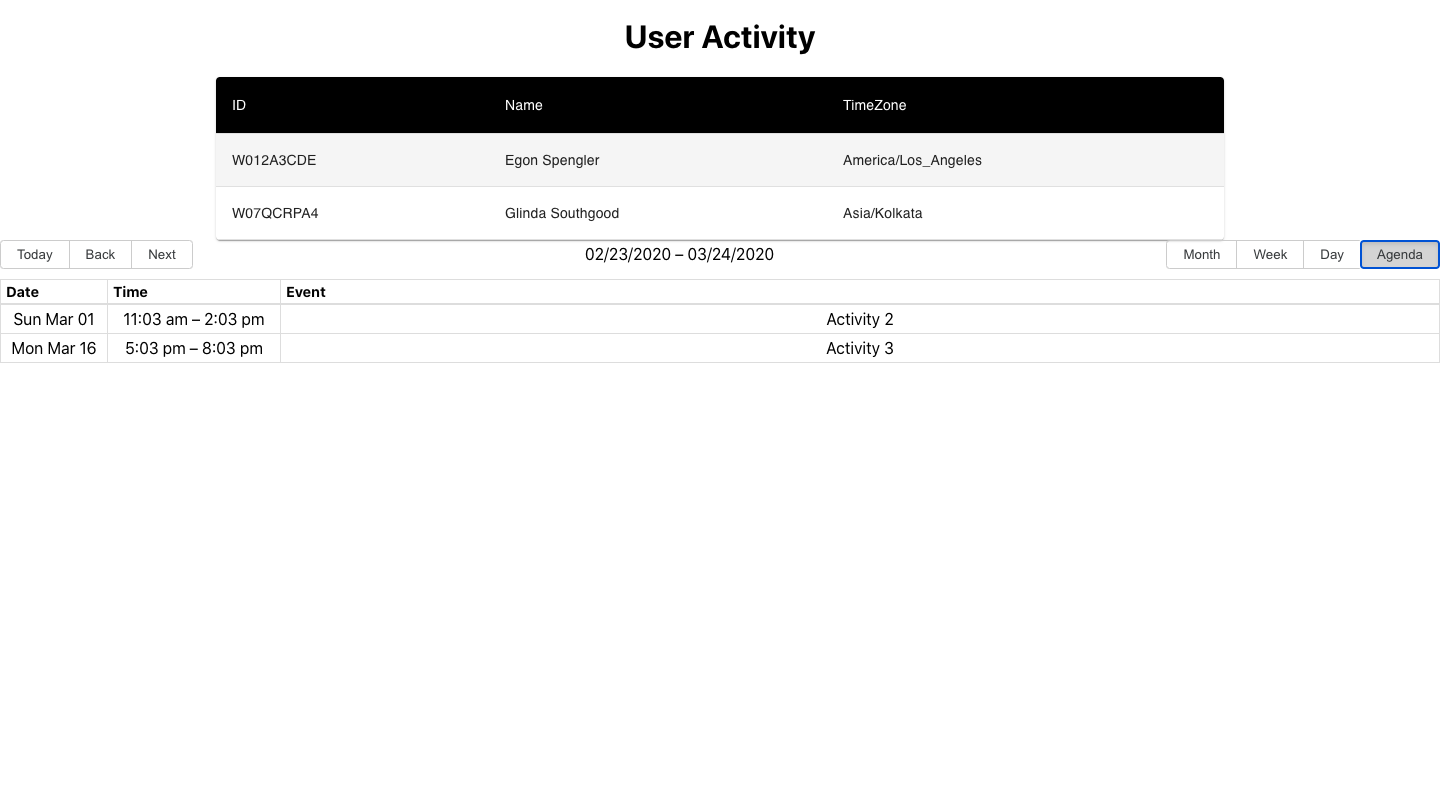 User Activity
ID Name TimeZone
W012A3CDE Egon Spengler America/Los_Angeles
W07QCRPA4 Glinda Southgood Asia/Kolkata
Today Back Next 02/23/2020 – 03/24/2020 Month Week Day Agenda
Date Time Event
Sun Mar 01 11:03 am – 2:03 pm Activity 2
Mon Mar 16 5:03 pm – 8:03 pm Activity 3